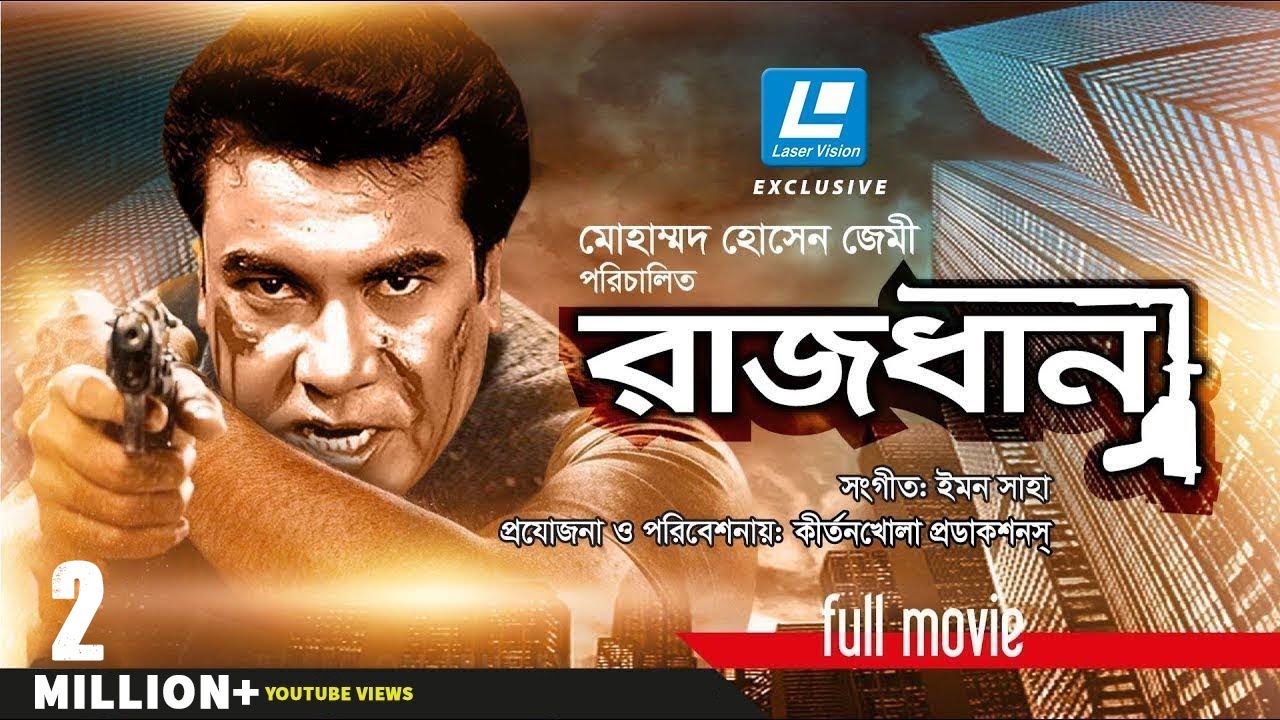 Laser Vision
EXCLUSIVE
মোহাম্মদ হোসেন জেমী
পরিচালিত
রাজধানী
সংগীত: ইমন সাহা
প্রযোজনা ও পরিবেশনায়: কীর্তনখোলা প্রডাকশনস্
full movie
2
MILLION+ YOUTUBE VIEWS